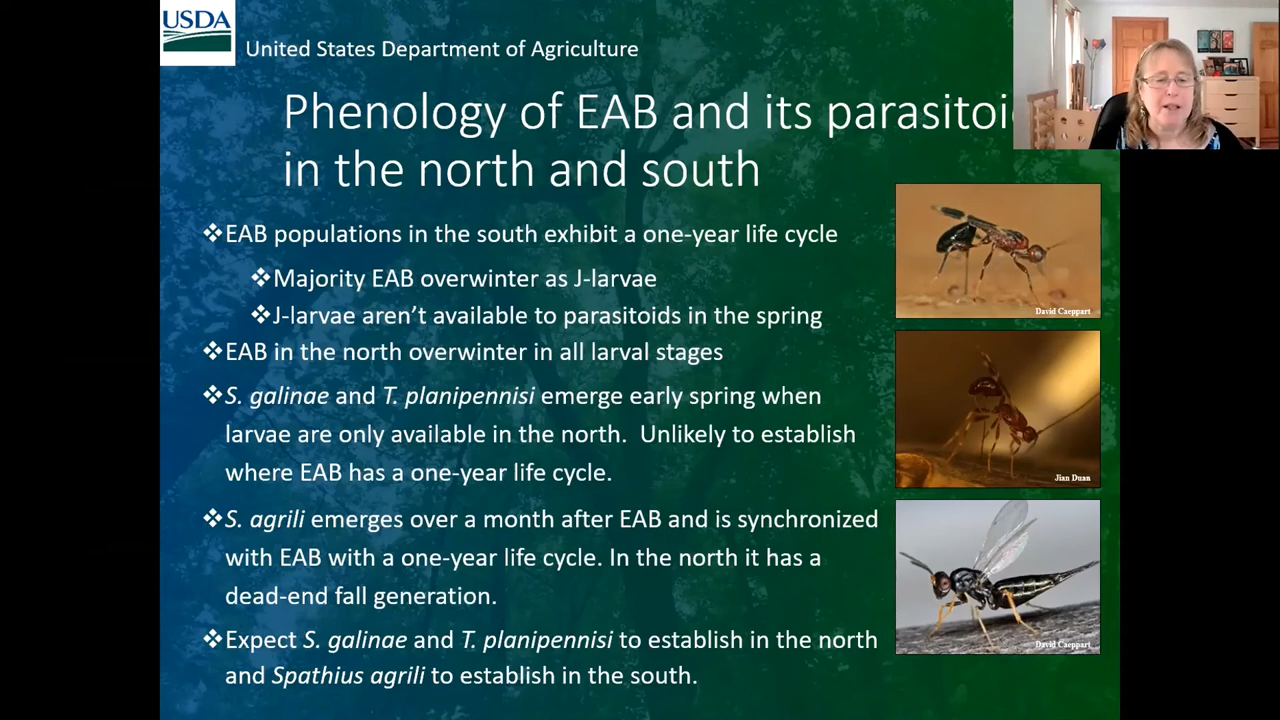 USDA
United States Department of Agriculture
Phenology of EAB and its
in the north and south
❖EAB populations in the south exhibit a one-year life cycle
❖Majority EAB overwinter as J-larvae
❖J-larvae aren’t available to parasitoids in the spring
❖EAB in the north overwinter in all larval stages
❖S. galinae and T. planipennisi emerge early spring when
larvae are only available in the north.  Unlikely to establish
where EAB has a one-year life cycle.
❖S. agrili emerges over a month after EAB and is synchronized
with EAB with a one-year life cycle. In the north it has a
dead-end fall generation.
❖Expect S. galinae and T. planipennisi to establish in the north
and Spathius agrili to establish in the south.
David Caeppart
Jian Duan
David Caeppart